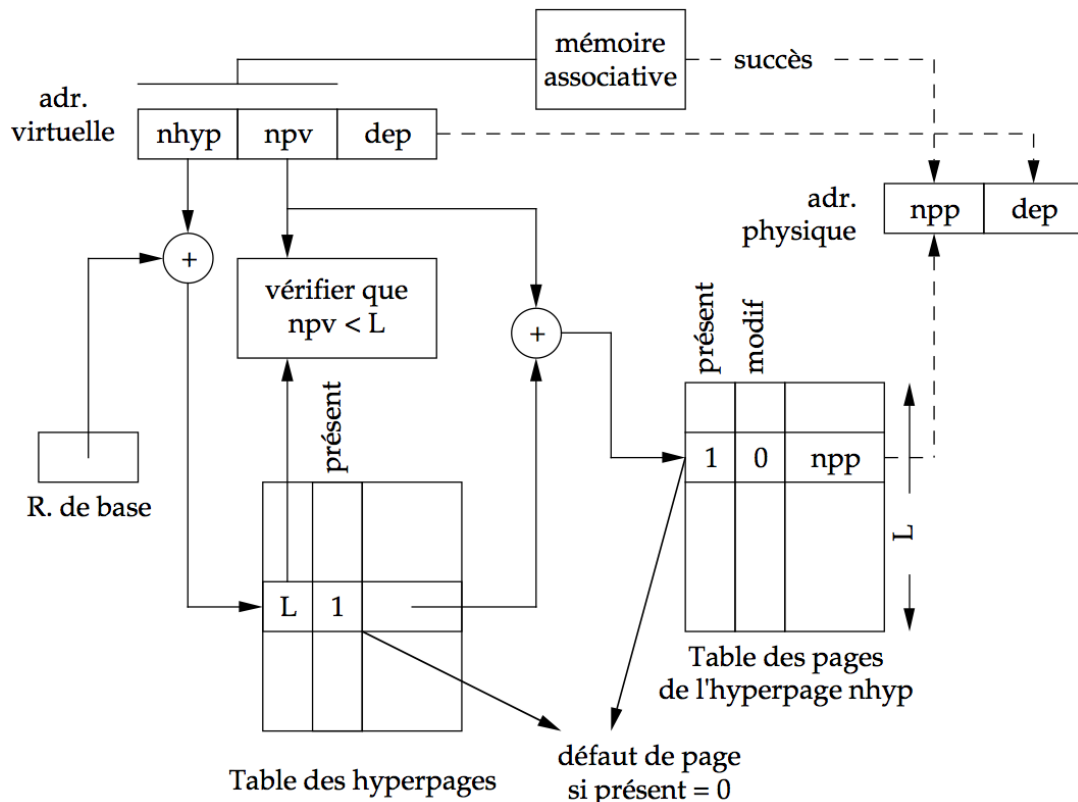 mémoire
associative
succès
adr.
virtuelle
nhyp npv dep
adr.
physique
npp dep
+
vérifier que
npv < L
+
présent
modif
présent
R. de base
1 0 npp
L
L 1
Table des pages
de l'hyperpage nhyp
Table des hyperpages
défaut de page
si présent = 0